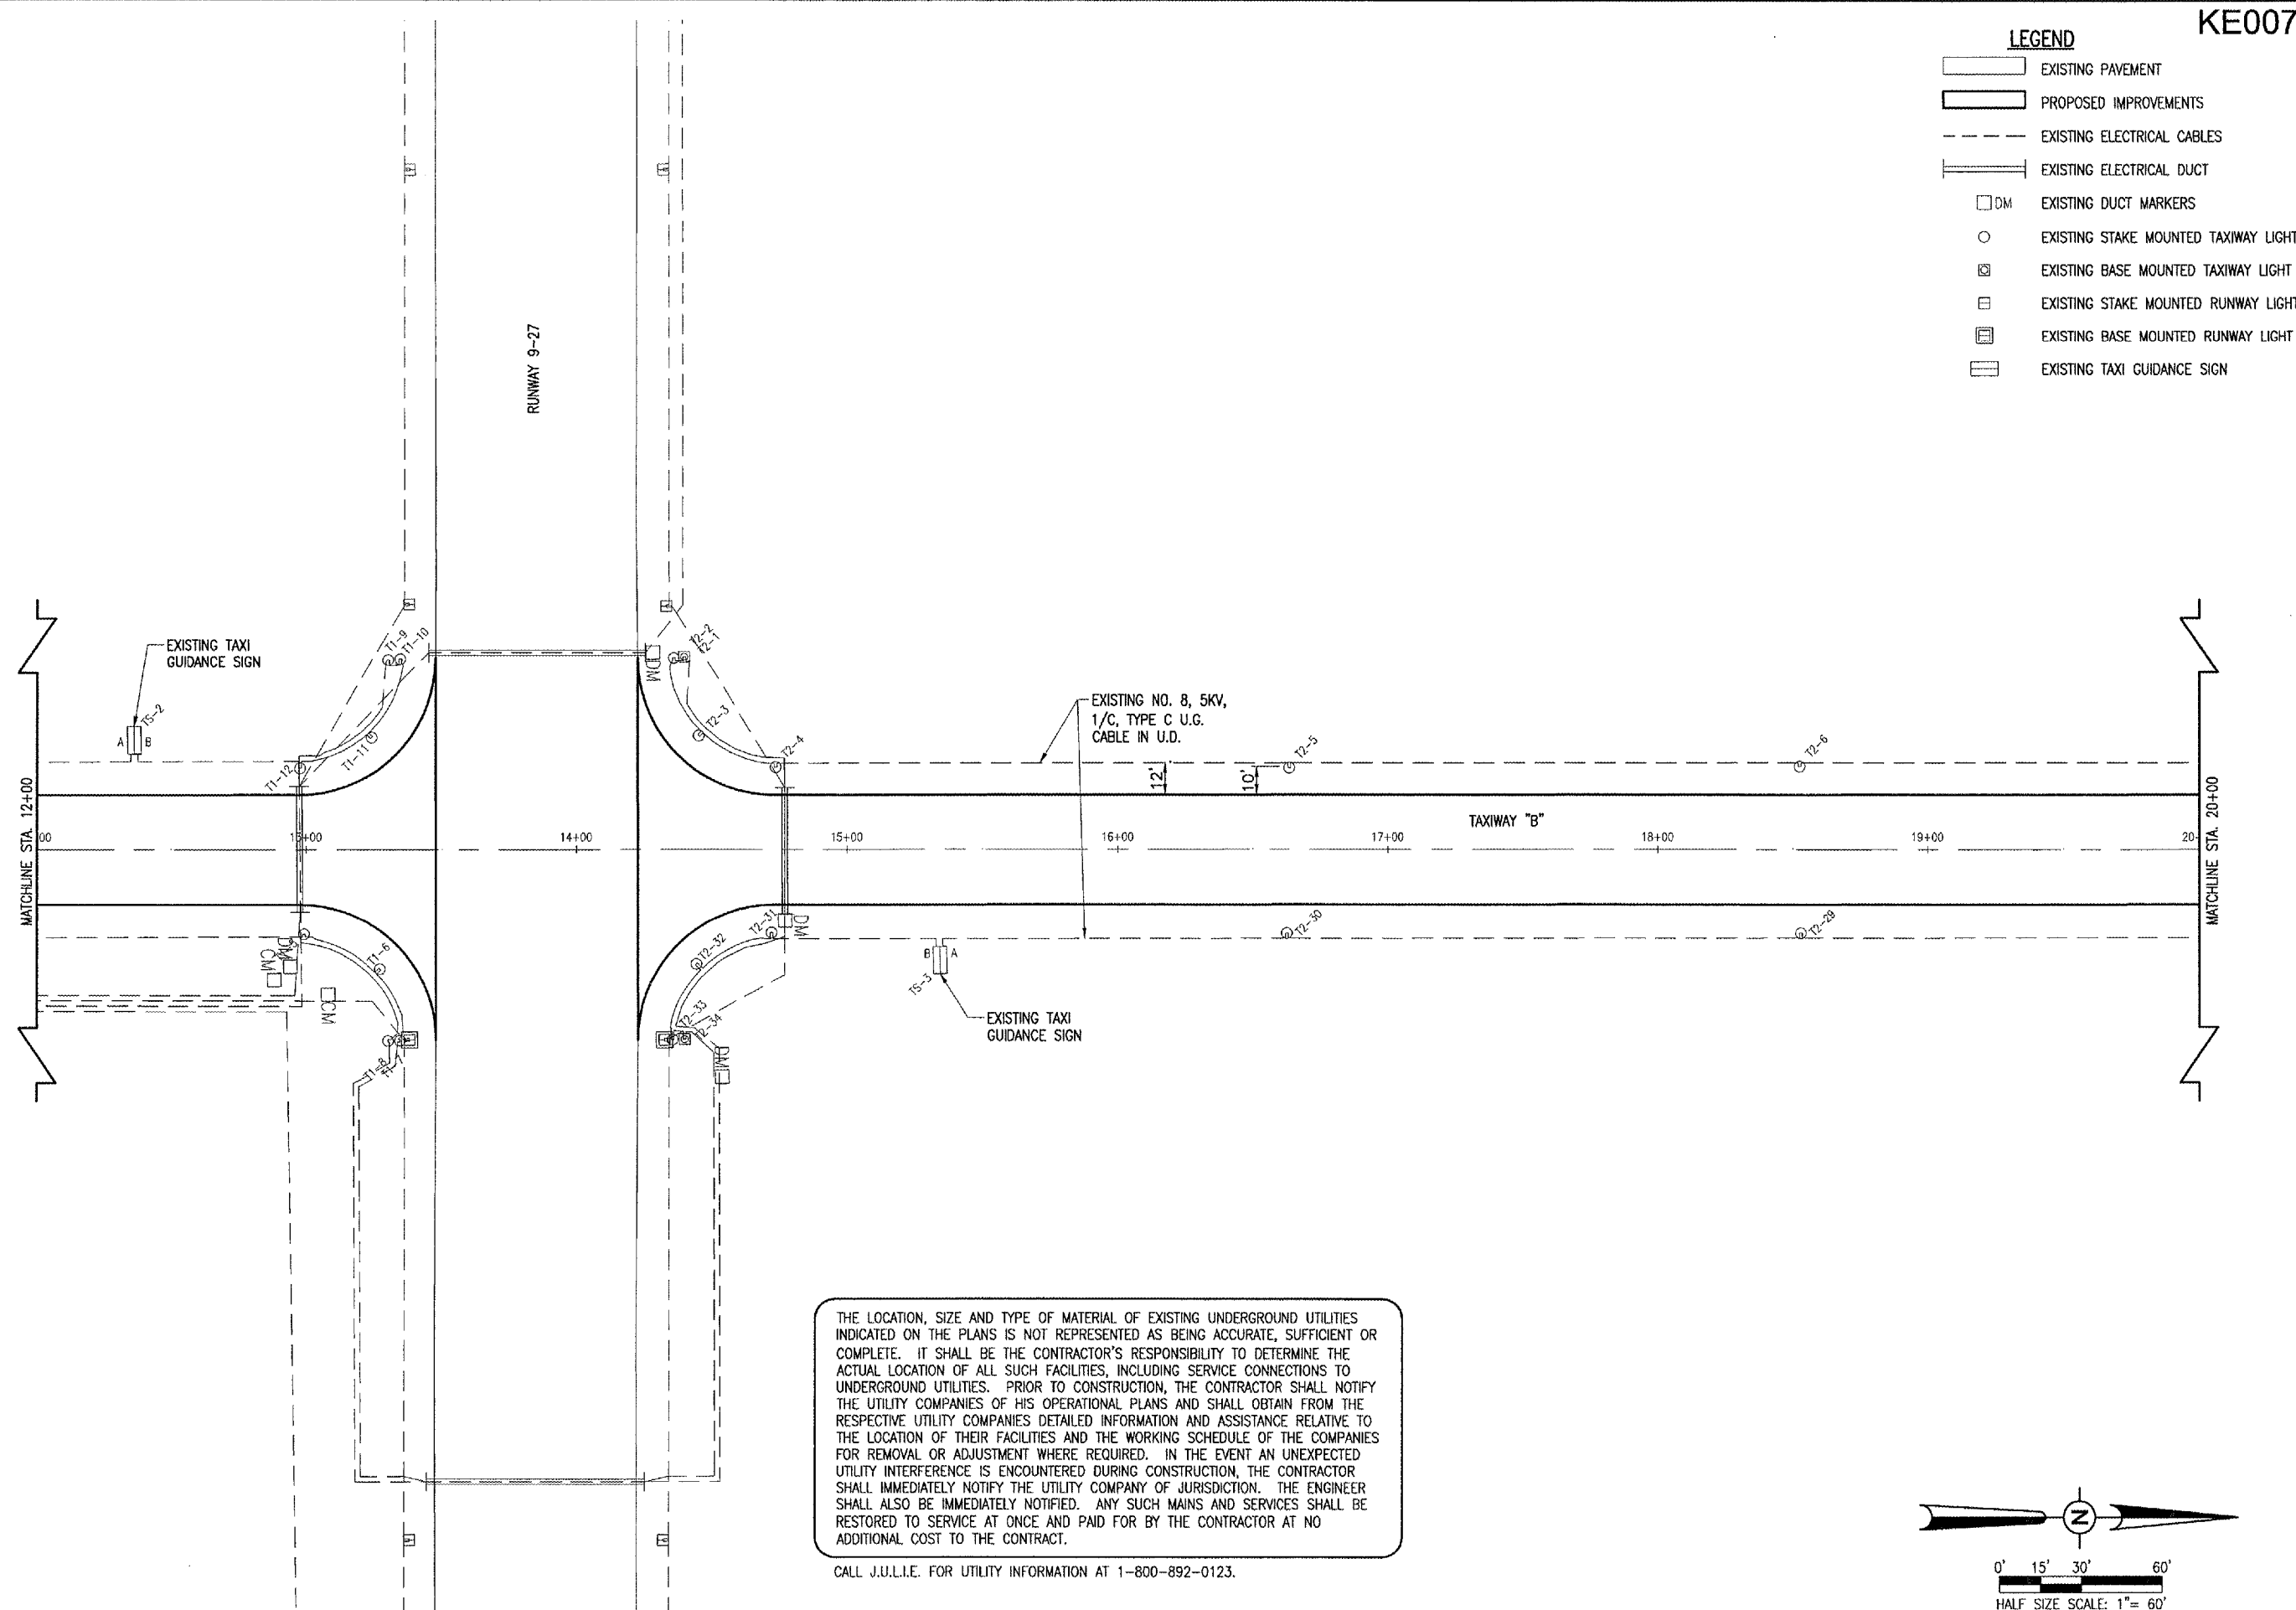 KE007
LEGEND
EXISTING PAVEMENT
PROPOSED IMPROVEMENTS
EXISTING ELECTRICAL CABLES
EXISTING ELECTRICAL DUCT
DM EXISTING DUCT MARKERS
EXISTING STAKE MOUNTED TAXIWAY LIGHT
EXISTING BASE MOUNTED TAXIWAY LIGHT
EXISTING STAKE MOUNTED RUNWAY LIGHT
EXISTING BASE MOUNTED RUNWAY LIGHT
EXISTING TAXI GUIDANCE SIGN
RUNWAY 9-27
EXISTING TAXI
GUIDANCE SIGN
TS-2
A B
T1-9
T1-10
T1-11
T1-12
DM
T2-2
T2-1
T2-3
T2-4
EXISTING NO. 8, 5KV,
1/C, TYPE C U.G.
CABLE IN U.D.
12'
10'
T2-5
T2-6
MATCHLINE STA. 12+00
00
13+00
14+00
15+00
16+00
17+00
18+00
19+00
20-
TAXIWAY "B"
MATCHLINE STA. 20+00
DM
CM
CM
T1-6
T1-8
T2-31
DM
T2-32
T2-33
T2-34
DM
T2-30
T2-29
B A
TS-3
EXISTING TAXI
GUIDANCE SIGN
THE LOCATION, SIZE AND TYPE OF MATERIAL OF EXISTING UNDERGROUND UTILITIES
INDICATED ON THE PLANS IS NOT REPRESENTED AS BEING ACCURATE, SUFFICIENT OR
COMPLETE. IT SHALL BE THE CONTRACTOR'S RESPONSIBILITY TO DETERMINE THE
ACTUAL LOCATION OF ALL SUCH FACILITIES, INCLUDING SERVICE CONNECTIONS TO
UNDERGROUND UTILITIES. PRIOR TO CONSTRUCTION, THE CONTRACTOR SHALL NOTIFY
THE UTILITY COMPANIES OF HIS OPERATIONAL PLANS AND SHALL OBTAIN FROM THE
RESPECTIVE UTILITY COMPANIES DETAILED INFORMATION AND ASSISTANCE RELATIVE TO
THE LOCATION OF THEIR FACILITIES AND THE WORKING SCHEDULE OF THE COMPANIES
FOR REMOVAL OR ADJUSTMENT WHERE REQUIRED. IN THE EVENT AN UNEXPECTED
UTILITY INTERFERENCE IS ENCOUNTERED DURING CONSTRUCTION, THE CONTRACTOR
SHALL IMMEDIATELY NOTIFY THE UTILITY COMPANY OF JURISDICTION. THE ENGINEER
SHALL ALSO BE IMMEDIATELY NOTIFIED. ANY SUCH MAINS AND SERVICES SHALL BE
RESTORED TO SERVICE AT ONCE AND PAID FOR BY THE CONTRACTOR AT NO
ADDITIONAL COST TO THE CONTRACT.
CALL J.U.L.I.E. FOR UTILITY INFORMATION AT 1-800-892-0123.
N
0' 15' 30' 60'
HALF SIZE SCALE: 1"= 60'